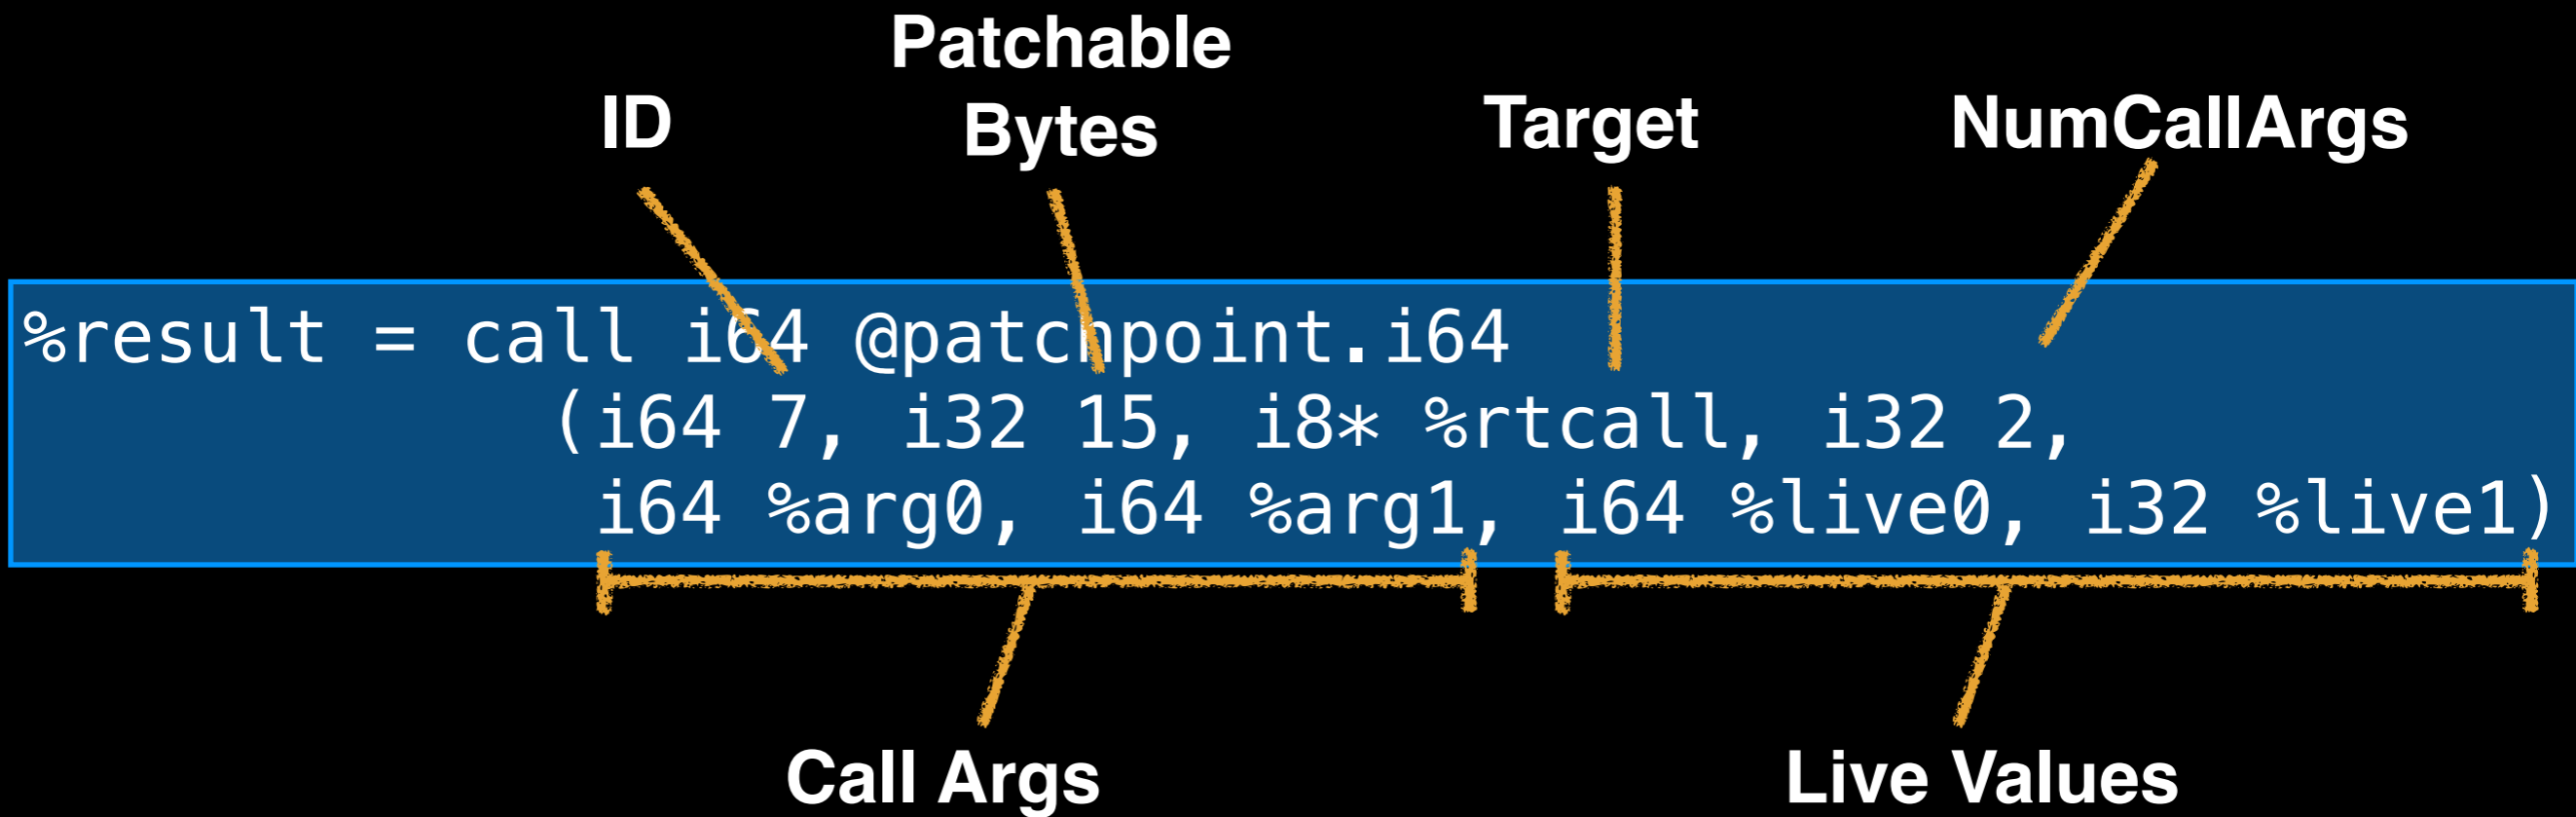 Patchable
Bytes
ID
Target
NumCallArgs
%result = call i64 @patchpoint.i64
(i64 7, i32 15, i8* %rtcall, i32 2,
i64 %arg0, i64 %arg1, i64 %live0, i32 %live1)
Call Args
Live Values